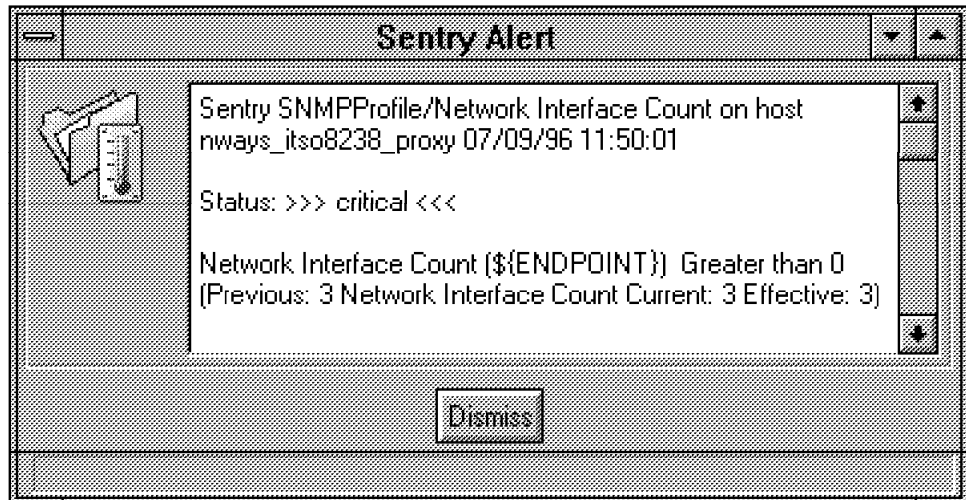 Sentry Alert
Sentry SNMPProfile/Network Interface Count on host
nways_itso8238_proxy 07/09/96 11:50:01
Status: >>> critical <<<
Network Interface Count (${ENDPOINT})  Greater than 0
(Previous: 3 Network Interface Count Current: 3 Effective: 3)
Dismiss